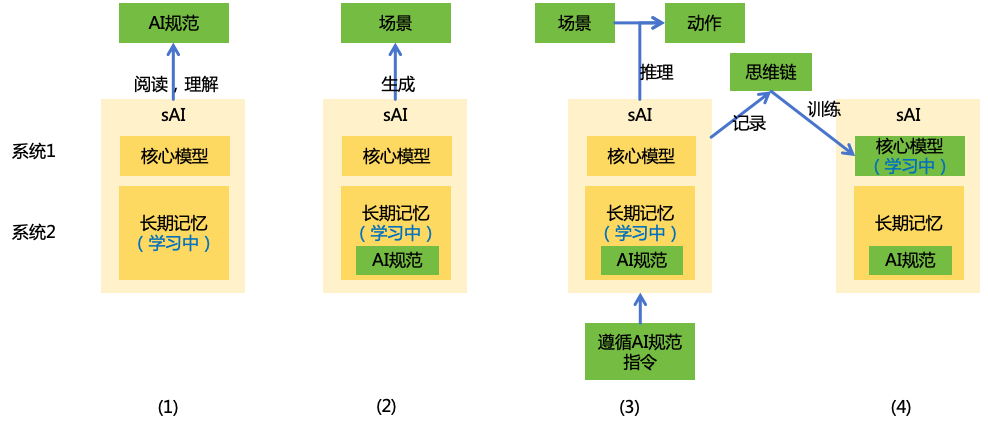 AI规范
阅读，理解
sAI
核心模型
长期记忆
（学习中）
系统1
系统2
(1)
场景
生成
sAI
核心模型
长期记忆
（学习中）
AI规范
(2)
场景
动作
推理
sAI
核心模型
长期记忆
（学习中）
AI规范
遵循AI规范
指令
(3)
思维链
记录
训练
sAI
核心模型
（学习中）
长期记忆
AI规范
(4)